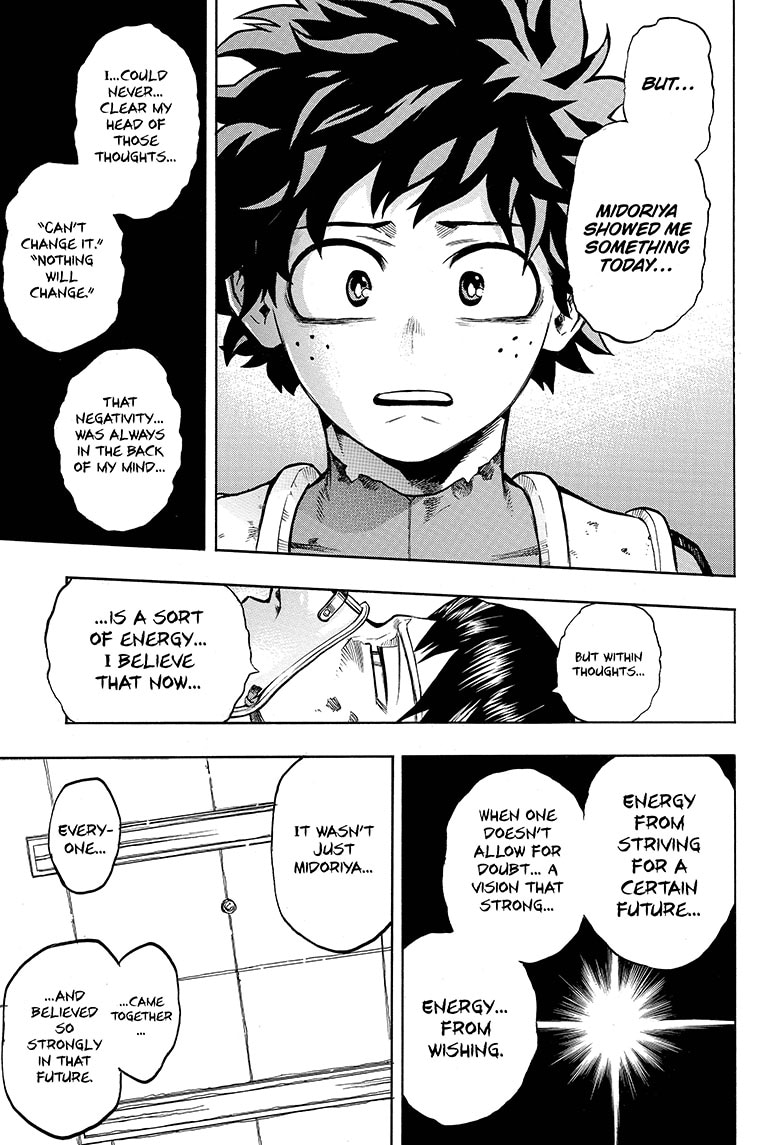 BUT...
MIDORIYA
SHOWED ME
SOMETHING
TODAY...
I...COULD
NEVER...
CLEAR MY
HEAD OF
THOSE
THOUGHTS...
"CAN'T
CHANGE IT."
"NOTHING
WILL
CHANGE."
THAT
NEGATIVITY...
WAS ALWAYS
IN THE BACK
OF MY MIND...
BUT WITHIN
THOUGHTS...
...IS A SORT
OF ENERGY...
I BELIEVE
THAT NOW...
ENERGY
FROM
STRIVING
FOR A
CERTAIN
FUTURE...
WHEN ONE
DOESN'T
ALLOW FOR
DOUBT... A
VISION THAT
STRONG...
ENERGY...
FROM
WISHING.
IT WASN'T
JUST
MIDORIYA...
EVERY-
ONE...
...CAME
TOGETHER
...
...AND
BELIEVED
SO
STRONGLY
IN THAT
FUTURE.